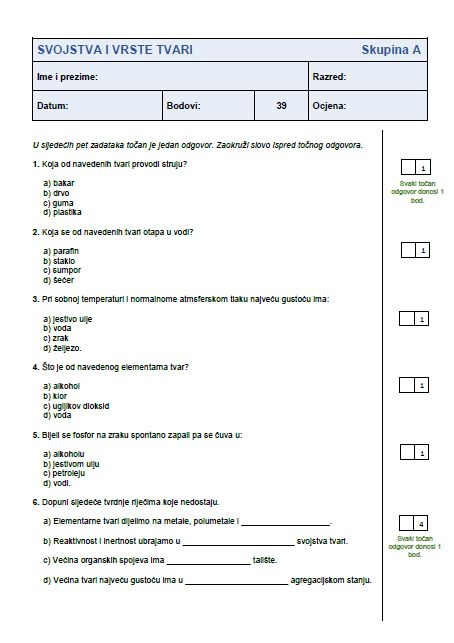 SVOJSTVA I VRSTE TVARI Skupina A
Ime i prezime: Razred:
Datum: Bodovi: 39 Ocjena:
U sljedećih pet zadataka točan je jedan odgovor. Zaokruži slovo ispred točnog odgovora.
1. Koja od navedenih tvari provodi struju? 1
Svaki točan
odgovor donosi 1
bod.
a) bakar
b) drvo
c) guma
d) plastika
2. Koja se od navedenih tvari otapa u vodi? 1
a) parafin
b) staklo
c) sumpor
d) šećer
3. Pri sobnoj temperaturi i normalnome atmsferskom tlaku najveću gustoću ima: 1
a) jestivo ulje
b) voda
c) zrak
d) željezo.
4. Što je od navedenog elementarna tvar? 1
a) alkohol
b) klor
c) ugljikov dioksid
d) voda
5. Bijeli se fosfor na zraku spontano zapali pa se čuva u: 1
a) alkoholu
b) jestivom ulju
c) petroleju
d) vodi.
6. Dopuni sljedeće tvrdnje riječima koje nedostaju. 4
Svaki točan
odgovor donosi 1
bod.
a) Elementarne tvari dijelimo na metale, polumetale i ____________________.
b) Reaktivnost i inertnost ubrajamo u _________________________ svojstva tvari.
c) Većina organskih spojeva ima ___________________ talište.
d) Većina tvari najveću gustoću ima u _______________________ agregacijskom stanju.